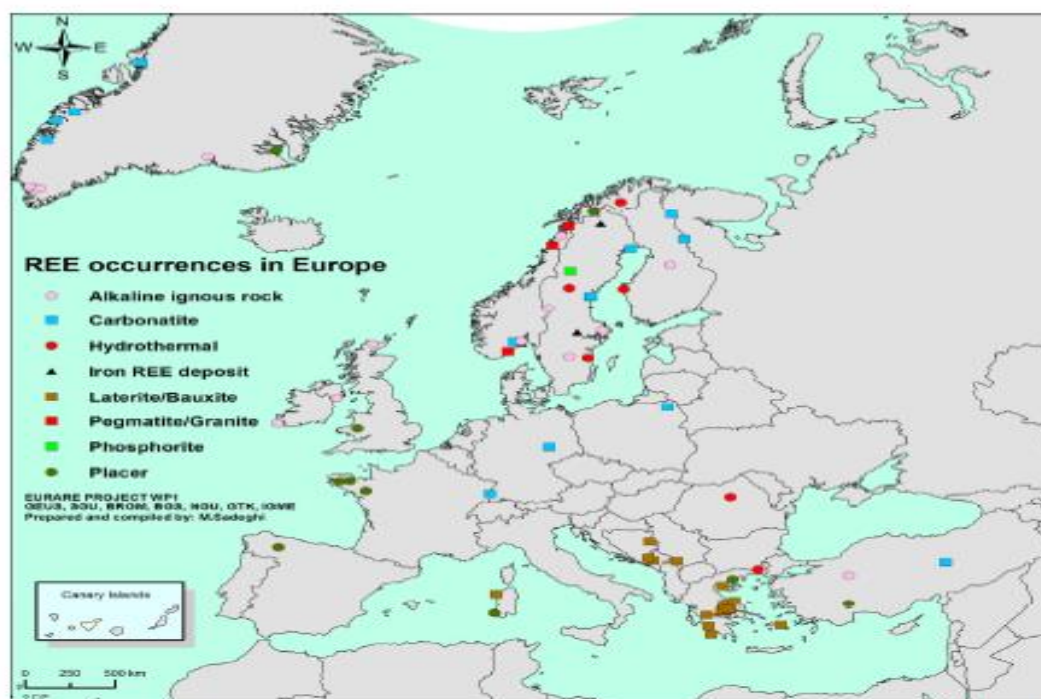 N
W E
S
REE occurrences in Europe
Alkaline ignous rock
Carbonatite
Hydrothermal
Iron REE deposit
Laterite/Bauxite
Pegmatite/Granite
Phosphorite
Placer
EURARE PROJECT WP1
GEUS, SGU, BRGM, BGS, NGU, GTK, IGME
Prepared and compiled by: M.Sadeghi
Canary Islands
0 250 500 km